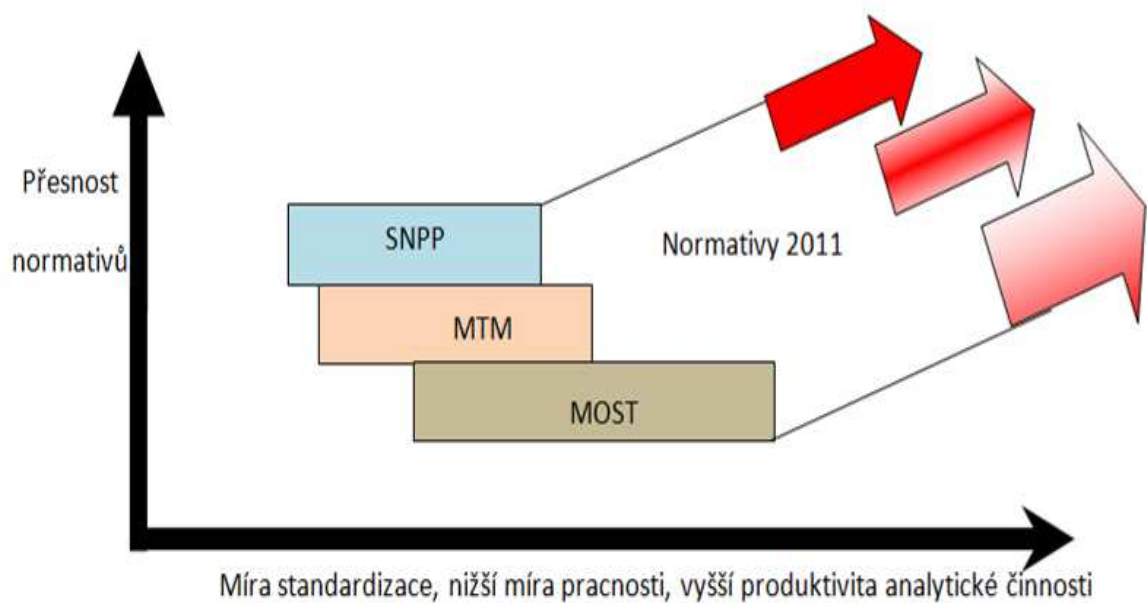 Přesnost
normativů
SNPP
MTM
MOST
Normativy 2011
Míra standardizace, nižší míra pracnosti, vyšší produktivita analytické činnosti